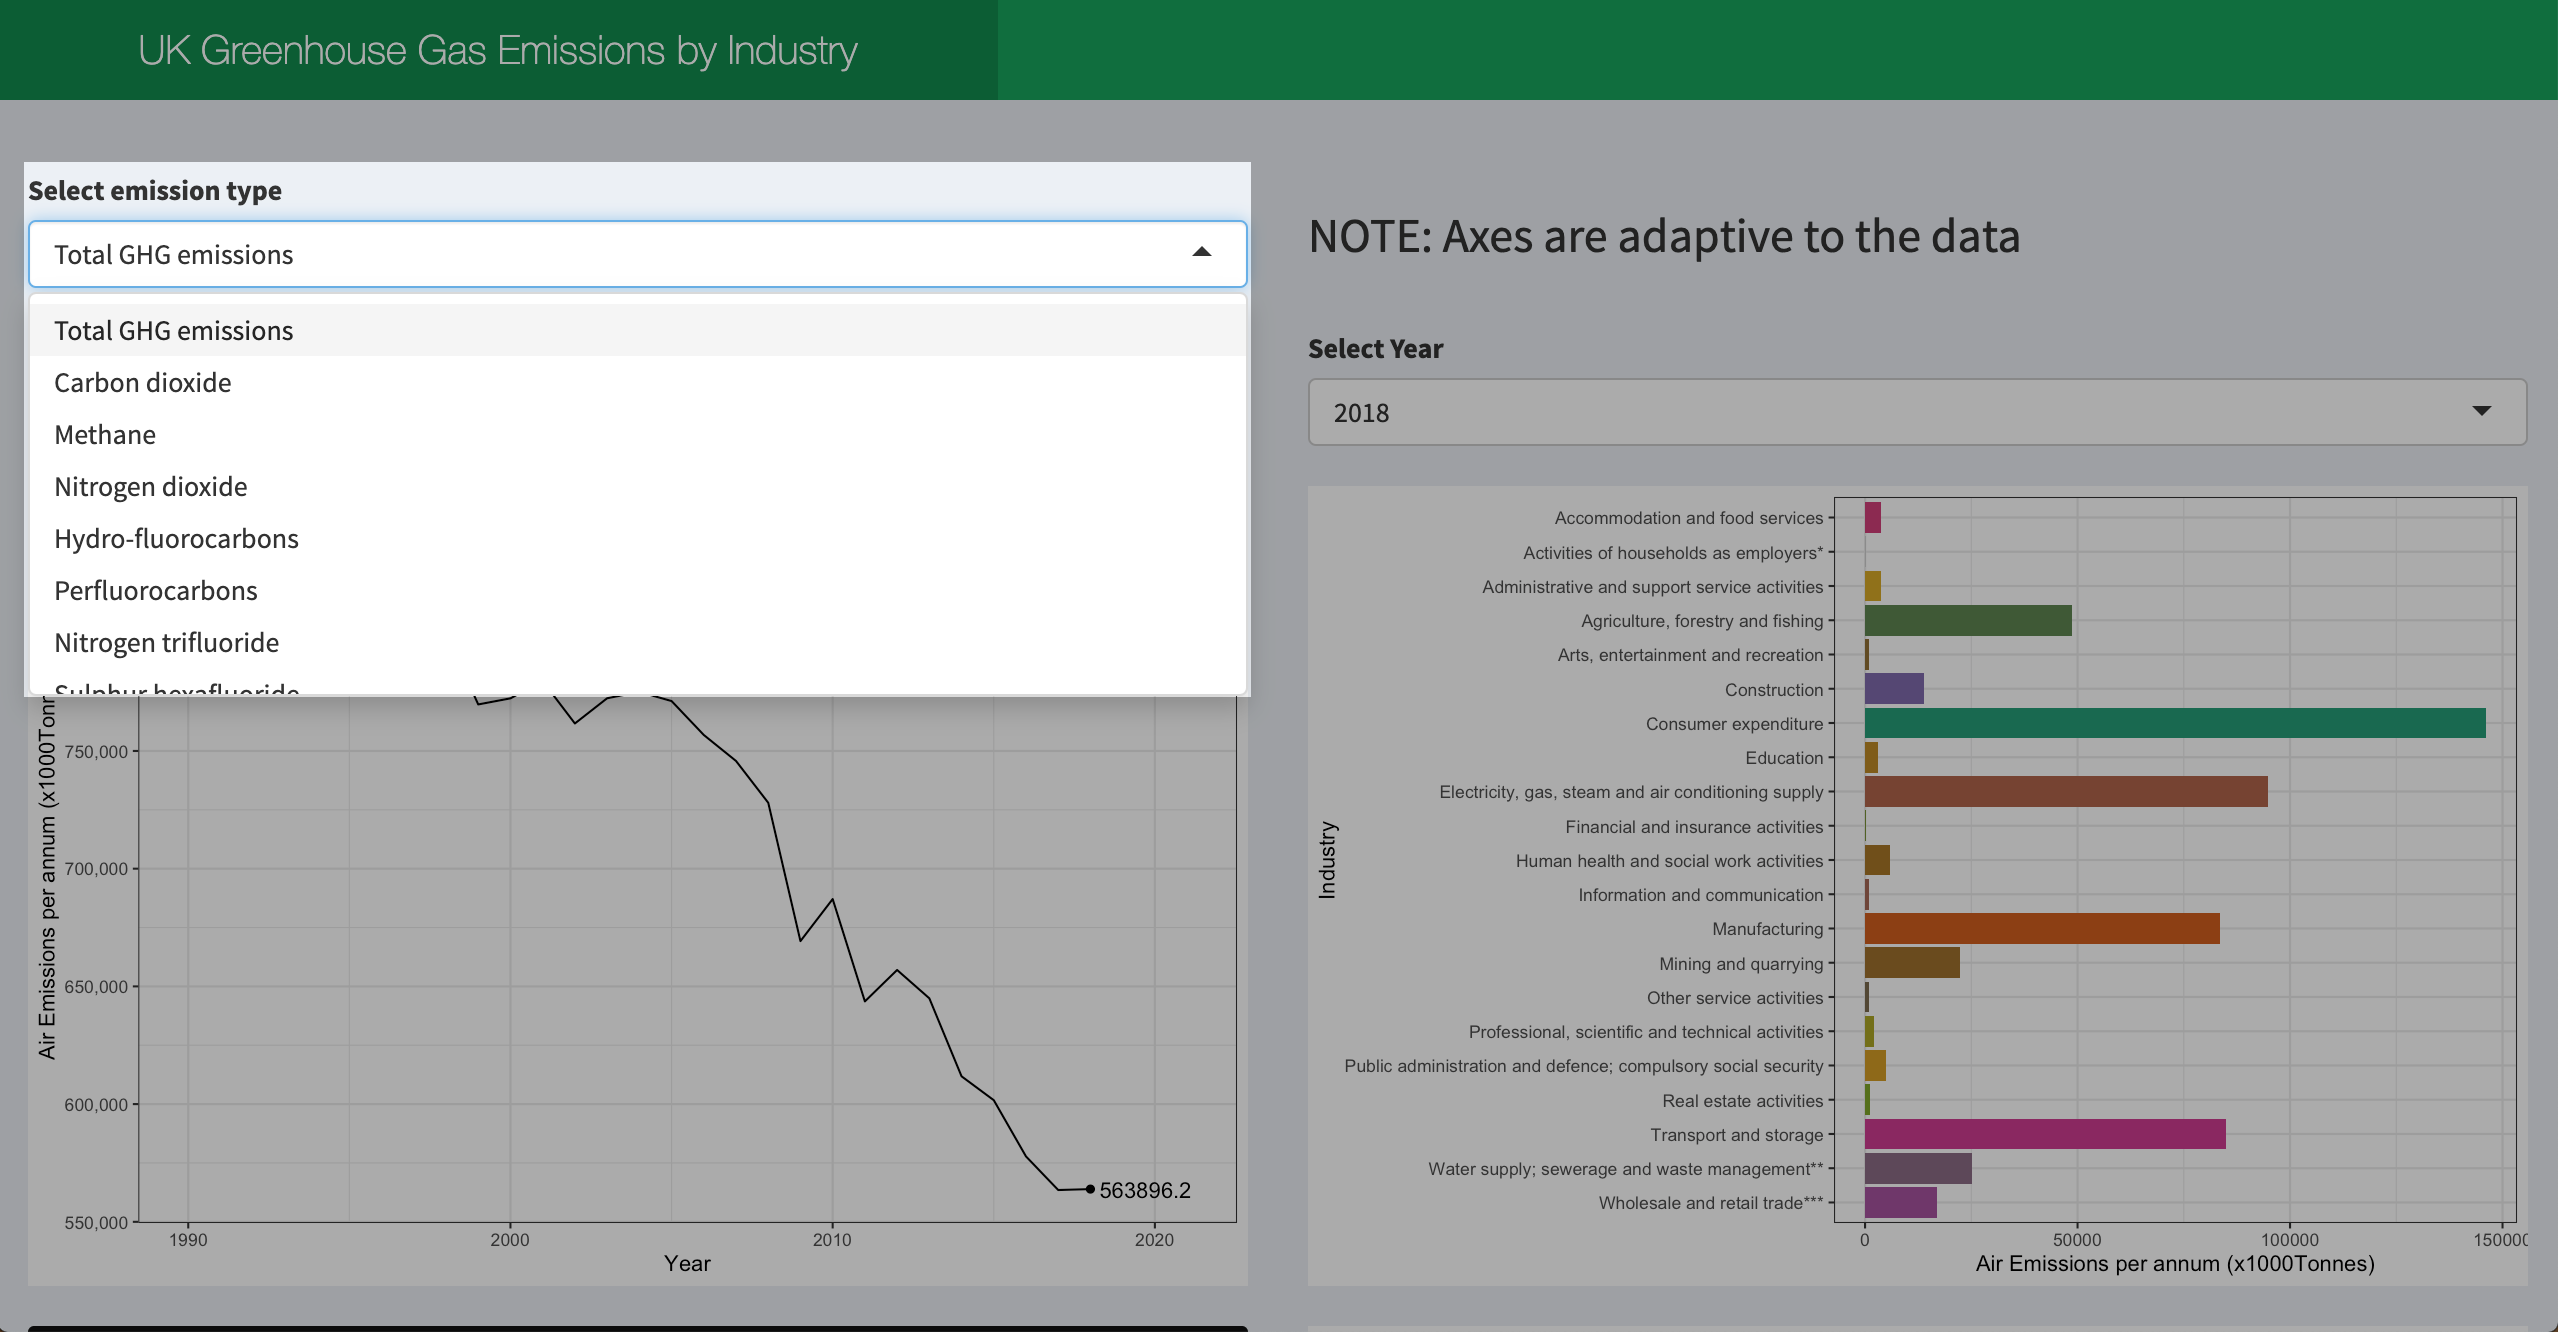 UK Greenhouse Gas Emissions by Industry
Select emission type
Total GHG emissions
Total GHG emissions
Carbon dioxide
Methane
Nitrogen dioxide
Hydro-fluorocarbons
Perfluorocarbons
Nitrogen trifluoride
Sulphur hexafluoride
Air Emissions per annum (x1000Tonn
750,000
700,000
650,000
600,000
550,000
563896.2
1990 2000 2010 2020
Year
NOTE: Axes are adaptive to the data
Select Year
2018
Industry
Accommodation and food services
Activities of households as employers*
Administrative and support service activities
Agriculture, forestry and fishing
Arts, entertainment and recreation
Construction
Consumer expenditure
Education
Electricity, gas, steam and air conditioning supply
Financial and insurance activities
Human health and social work activities
Information and communication
Manufacturing
Mining and quarrying
Other service activities
Professional, scientific and technical activities
Public administration and defence; compulsory social security
Real estate activities
Transport and storage
Water supply; sewerage and waste management**
Wholesale and retail trade***
0 50000 100000 150000
Air Emissions per annum (x1000Tonnes)